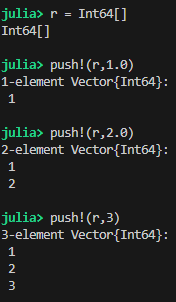 julia> r = Int64[]
Int64[]
julia> push!(r,1.0)
1-element Vector{Int64}:
1
julia> push!(r,2.0)
2-element Vector{Int64}:
1
2
julia> push!(r,3)
3-element Vector{Int64}:
1
2
3